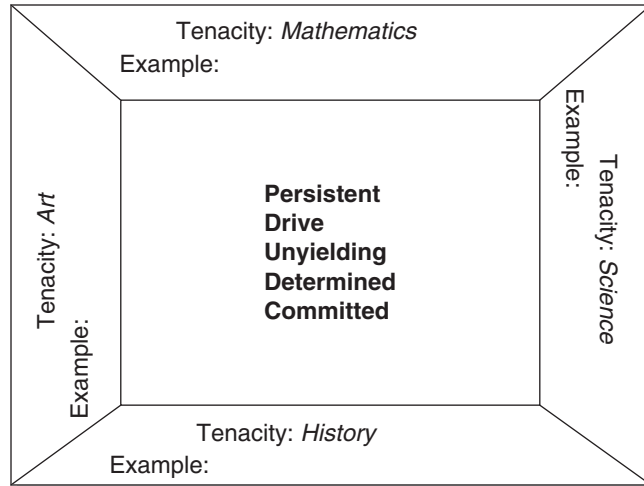 Tenacity: Mathematics
Example:
Tenacity: Art
Example:
Persistent
Drive
Unyielding
Determined
Committed
Tenacity: Science
Example:
Tenacity: History
Example: